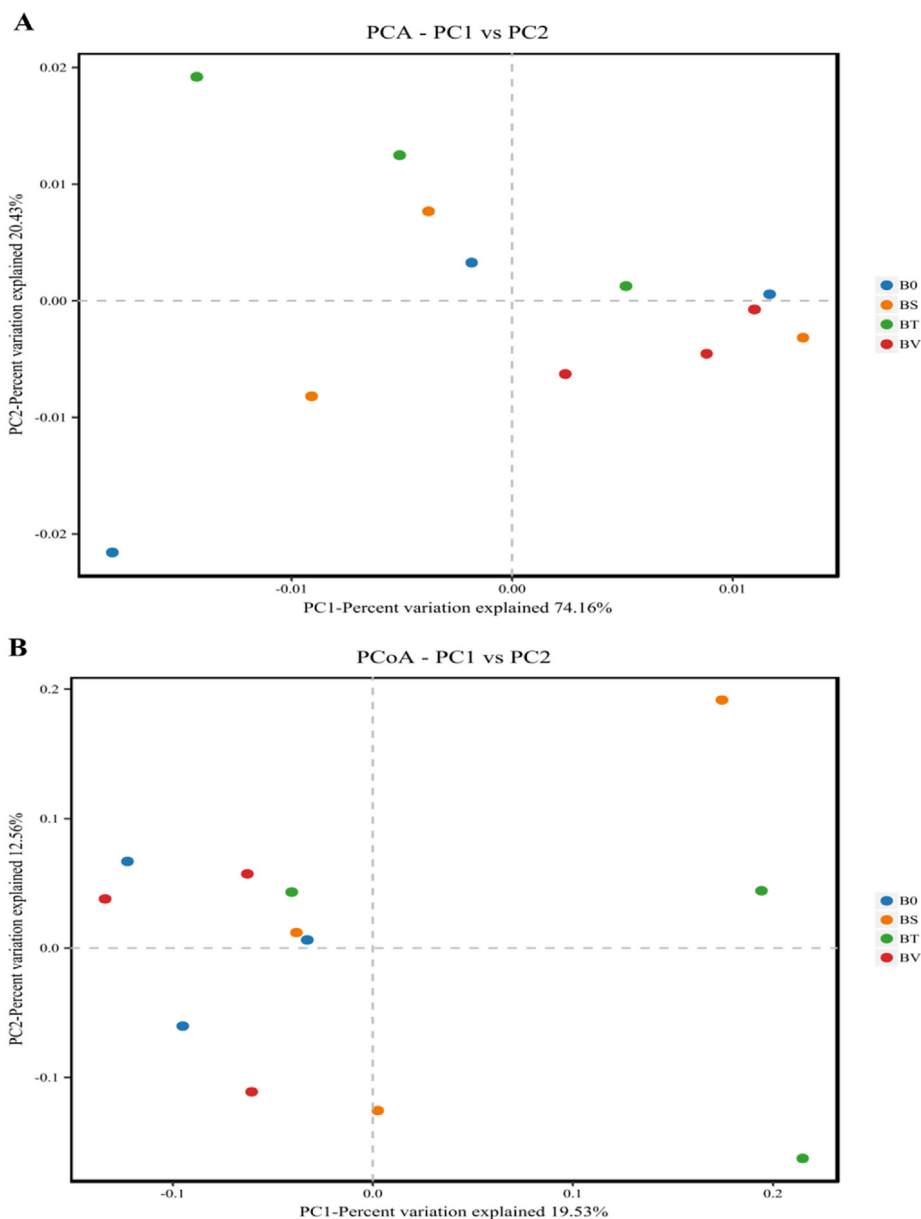 A
PCA - PC1 vs PC2
0.02
0.01
0.00
-0.01
-0.02
PC2-Percent variation explained 20.43%
-0.01
0.00
0.01
PC1-Percent variation explained 74.16%
B0
BS
BT
BV
B
PCoA - PC1 vs PC2
0.2
0.1
0.0
-0.1
PC2-Percent variation explained 12.56%
-0.1
0.0
0.1
0.2
PC1-Percent variation explained 19.53%
B0
BS
BT
BV